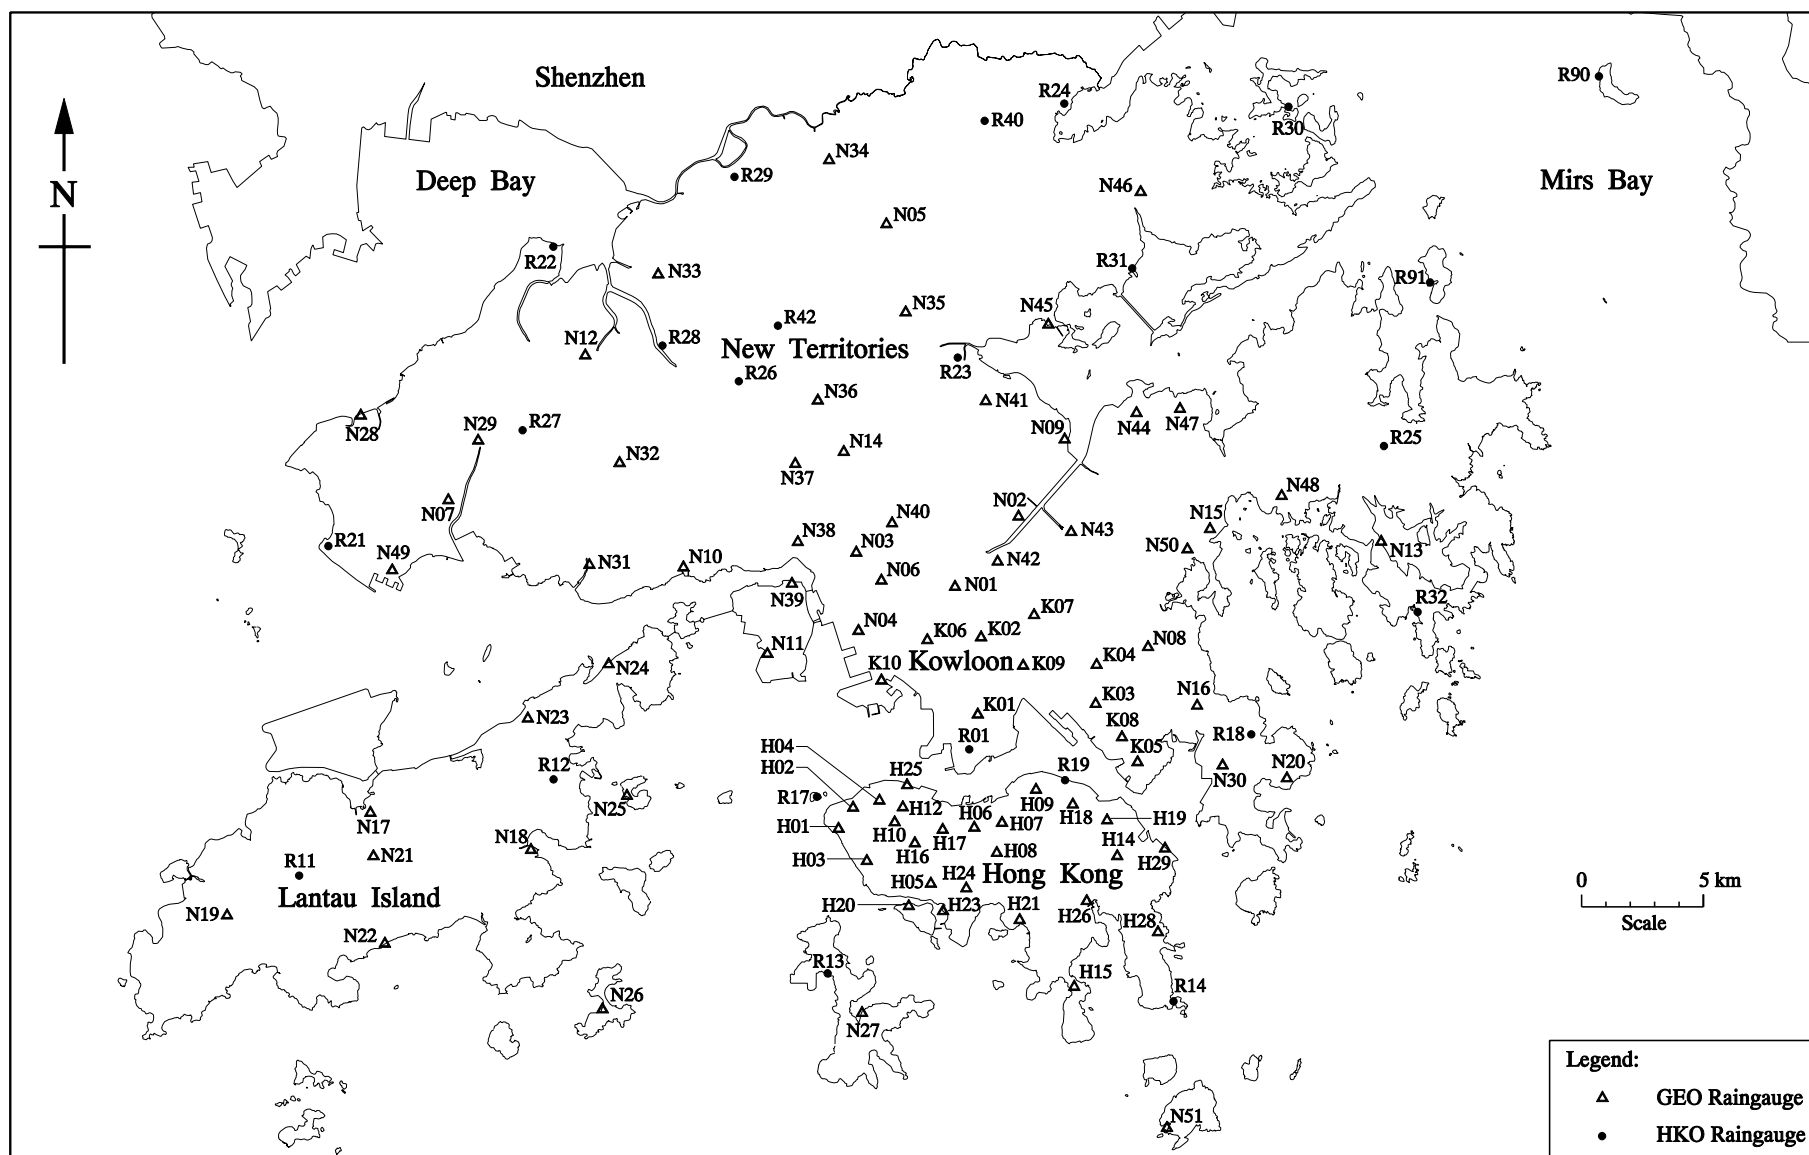 Shenzhen
R90
R24
R40
R30
N34
Deep Bay
R29
Mirs Bay
N46
N
N05
R22
R31
N33
R91
N35
N45
R42
N12
R28
New Territories
R23
R26
N36
N41
N28
N29
R27
N09
N44
N47
N14
R25
N32
N37
N48
N02
N07
N40
N15
N43
R21
N38
N03
N50
N13
N49
N31
N10
N42
N06
N01
N39
R32
K07
N04
K06
K02
N08
N11
Kowloon
K09
K04
N24
K10
N16
K03
K01
N23
K08
R01
R18
H04
K05
R12
H02
H25
R19
N30
N20
R17
N25
H09
H12
H06
N17
H01
H10
H17
H07
H18
H19
N18
H16
H08
H14
H29
N21
R11
H03
H24
Hong Kong
H05
0
5 km
Lantau Island
H20
H23
H21
H26
N19
H28
Scale
N22
R13
H15
R14
N26
N27
Legend:
GEO Raingauge
N51
HKO Raingauge